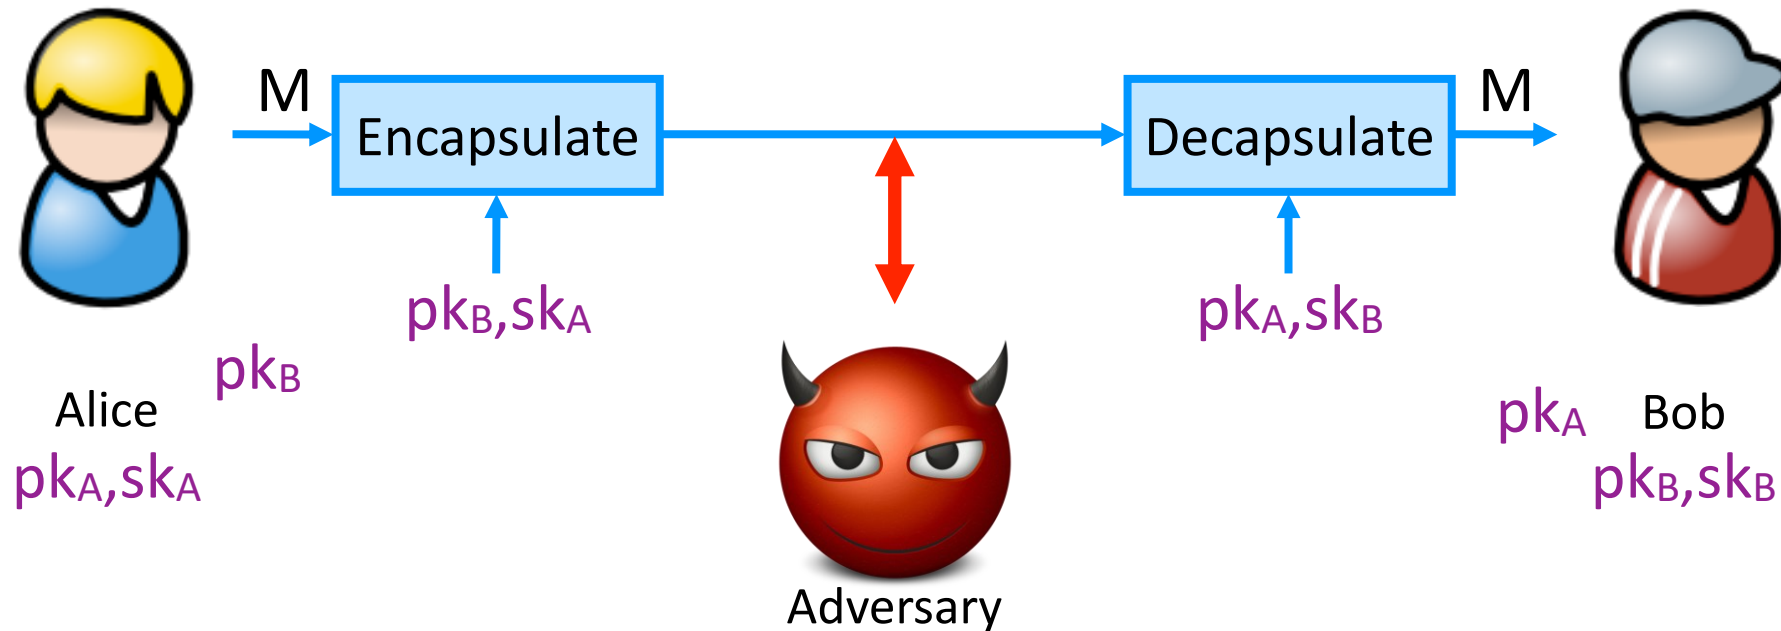 M
Encapsulate
Decapsulate
M
pkB,skA
pkA,skB
pkB
Alice
pkA
Bob
pkA,skA
pkB,skB
Adversary